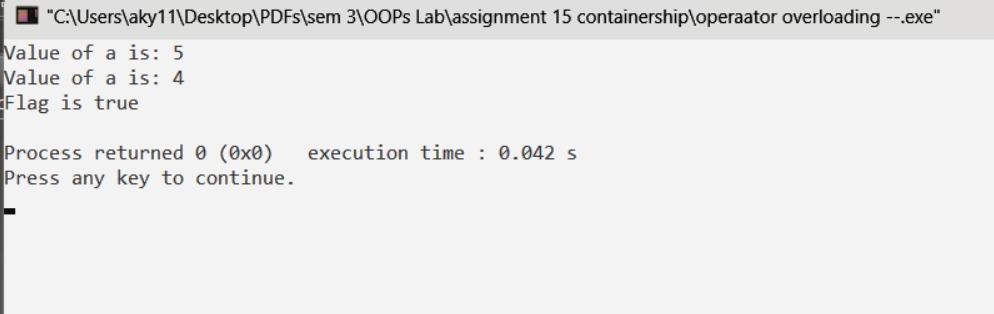 "C:\Users\aky11\Desktop\PDFs\sem 3\OOPs Lab\assignment 15 containership\operaator overloading --.exe"
Value of a is: 5
Value of a is: 4
Flag is true
Process returned 0 (0x0)   execution time : 0.042 s
Press any key to continue.